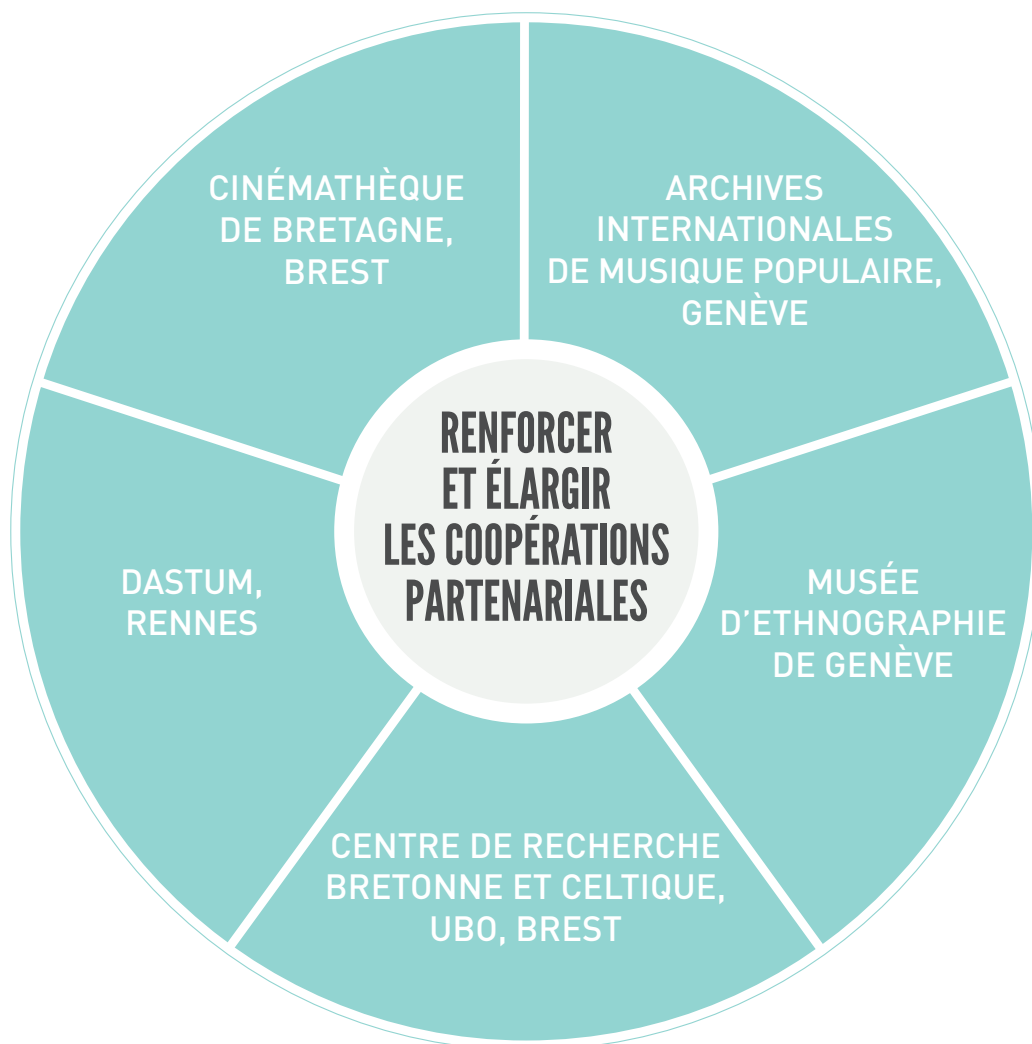 CINÉMATHÈQUE
DE BRETAGNE,
BREST
ARCHIVES
INTERNATIONALES
DE MUSIQUE POPULAIRE,
GENÈVE
RENFORCER
ET ÉLARGIR
LES COOPÉRATIONS
PARTENARIALES
DASTUM,
RENNES
MUSÉE
D’ETHNOGRAPHIE
DE GENÈVE
CENTRE DE RECHERCHE
BRETONNE ET CELTIQUE,
UBO, BREST